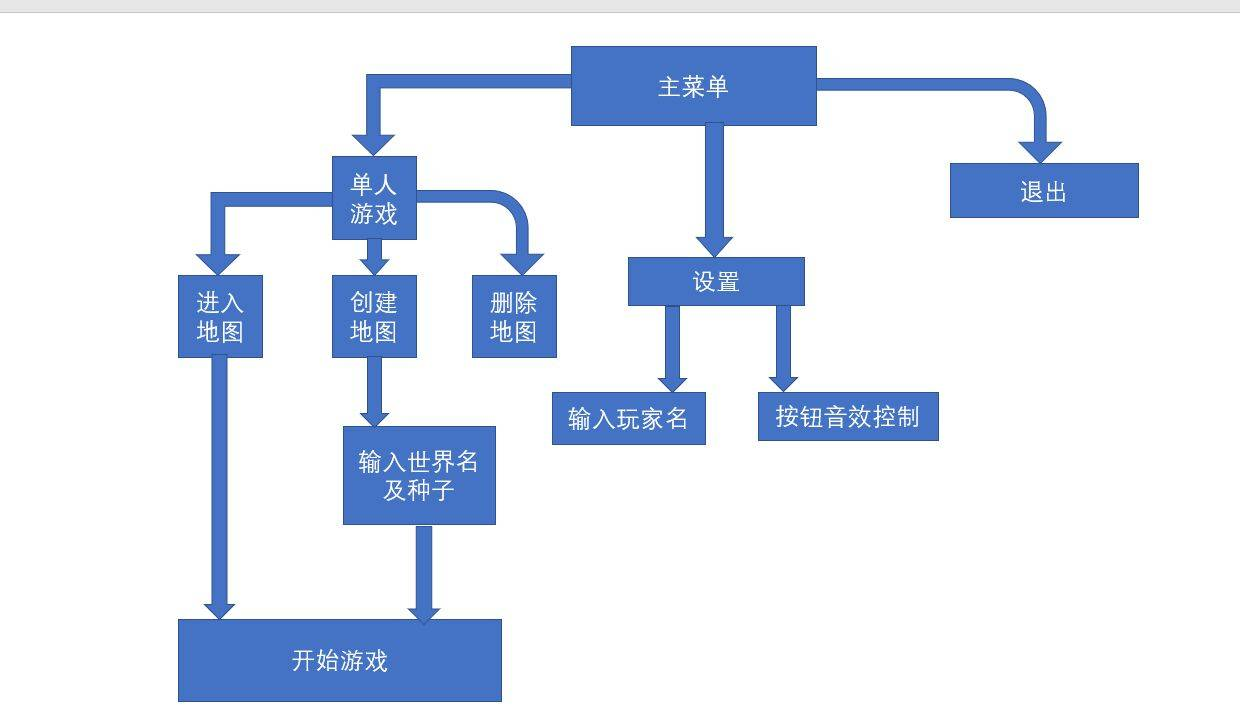 主菜单
单人
游戏
退出
设置
进入
地图
创建
地图
删除
地图
输入玩家名
按钮音效控制
输入世界名
及种子
开始游戏